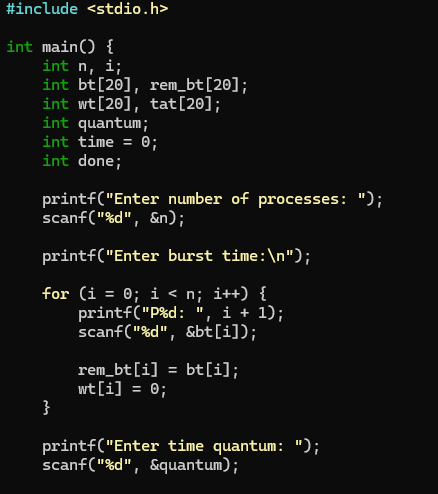 #include <stdio.h>

int main() {
    int n, i;
    int bt[20], rem_bt[20];
    int wt[20], tat[20];
    int quantum;
    int time = 0;
    int done;

    printf("Enter number of processes: ");
    scanf("%d", &n);

    printf("Enter burst time:\n");

    for (i = 0; i < n; i++) {
        printf("P%d: ", i + 1);
        scanf("%d", &bt[i]);

        rem_bt[i] = bt[i];
        wt[i] = 0;
    }

    printf("Enter time quantum: ");
    scanf("%d", &quantum);